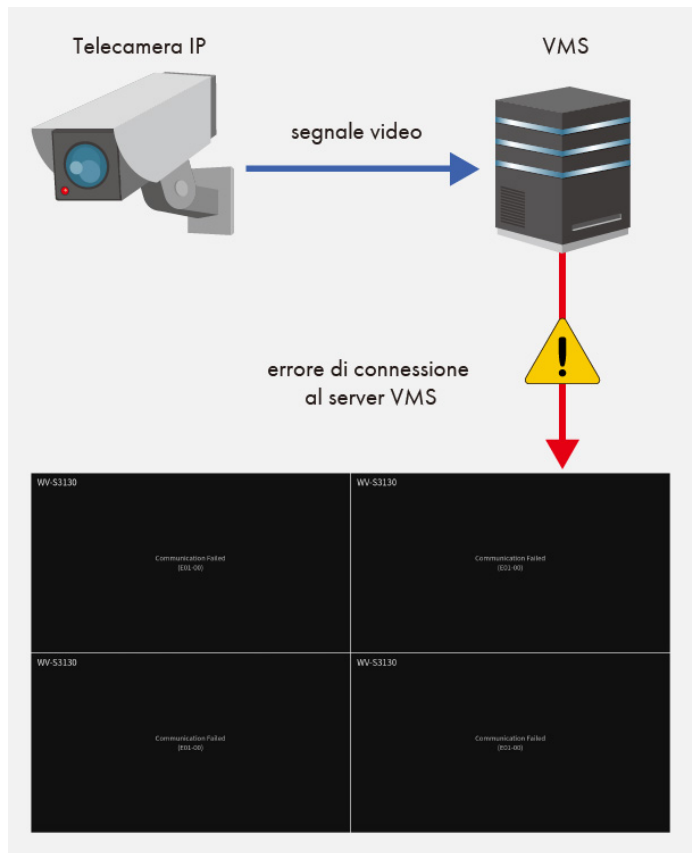 Telecamera IP
VMS
segnale video
errore di connessione
al server VMS
WV-S3130
WV-S3130
Communication Failed
(E01-00)
Communication Failed
(E01-00)
WV-S3130
WV-S3130
Communication Failed
(E01-00)
Communication Failed
(E01-00)